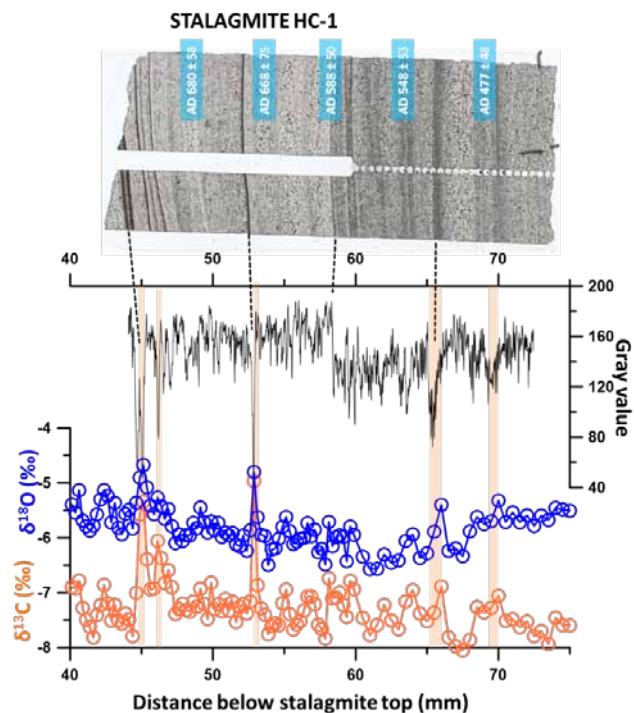 STALAGMITE HC-1
AD 680 ± 58
AD 668 ± 75
AD 588 ± 50
AD 548 ± 53
AD 477 ± 48
40 50 60 70
200
160
120
80
40
Gray value
-4
-5
-6
-7
-8
δ18O (‰)
δ13C (‰)
40 50 60 70
Distance below stalagmite top (mm)